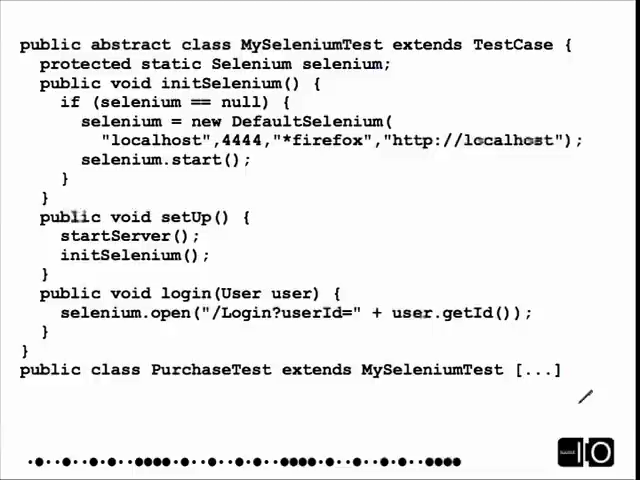 public abstract class MySeleniumTest extends TestCase {
protected static Selenium selenium;
public void initSelenium() {
if (selenium == null) {
selenium = new DefaultSelenium(
"localhost",4444,"*firefox","http://localhost");
selenium.start();
}
}
public void setUp() {
startServer();
initSelenium();
}
public void login(User user) {
selenium.open("/Login?userId=" + user.getId());
}
}
public class PurchaseTest extends MySeleniumTest [...]
IO